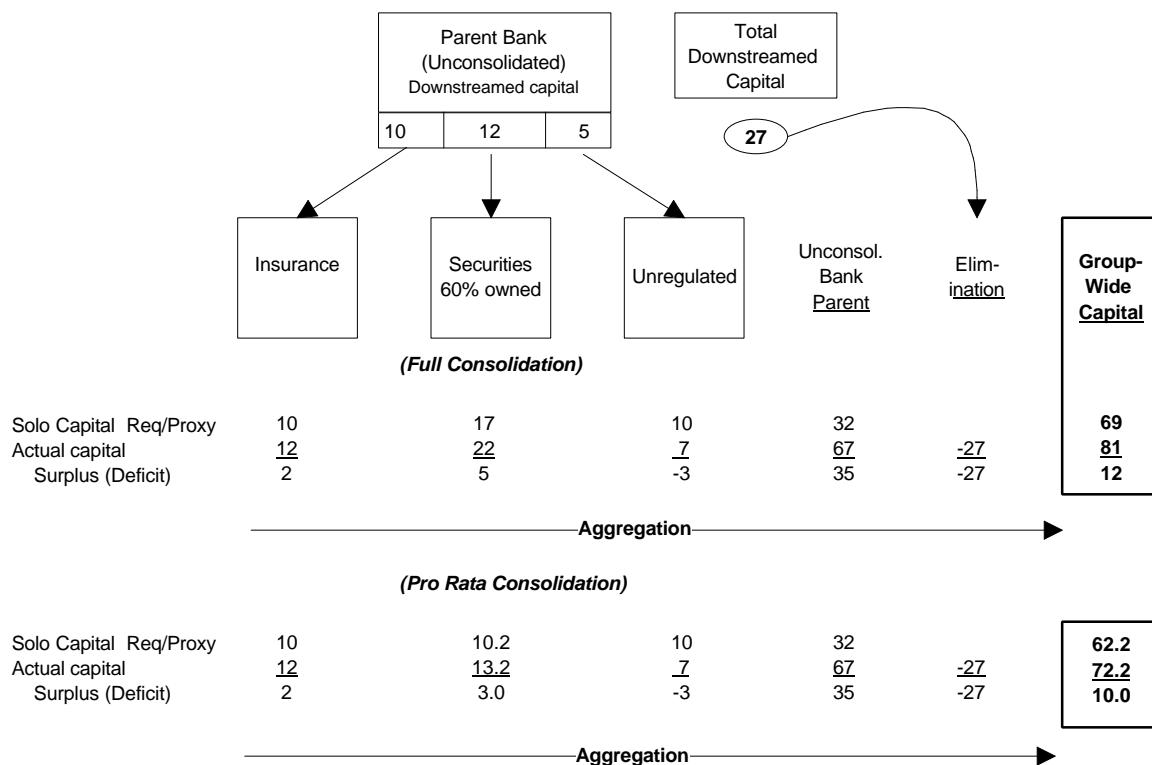 Parent Bank
(Unconsolidated)
Downstreamed capital
10 12 5
Total
Downstreamed
Capital
27
Insurance
Securities
60% owned
Unregulated
Unconsol.
Bank
Parent
Elim-
ination
Group-
Wide
Capital
(Full Consolidation)
Solo Capital Req/Proxy 10 17 10 32 69
Actual capital 12 22 7 67 -27 81
Surplus (Deficit) 2 5 -3 35 -27 12
Aggregation
(Pro Rata Consolidation)
Solo Capital Req/Proxy 10 10.2 10 32 62.2
Actual capital 12 13.2 7 67 -27 72.2
Surplus (Deficit) 2 3.0 -3 35 -27 10.0
Aggregation